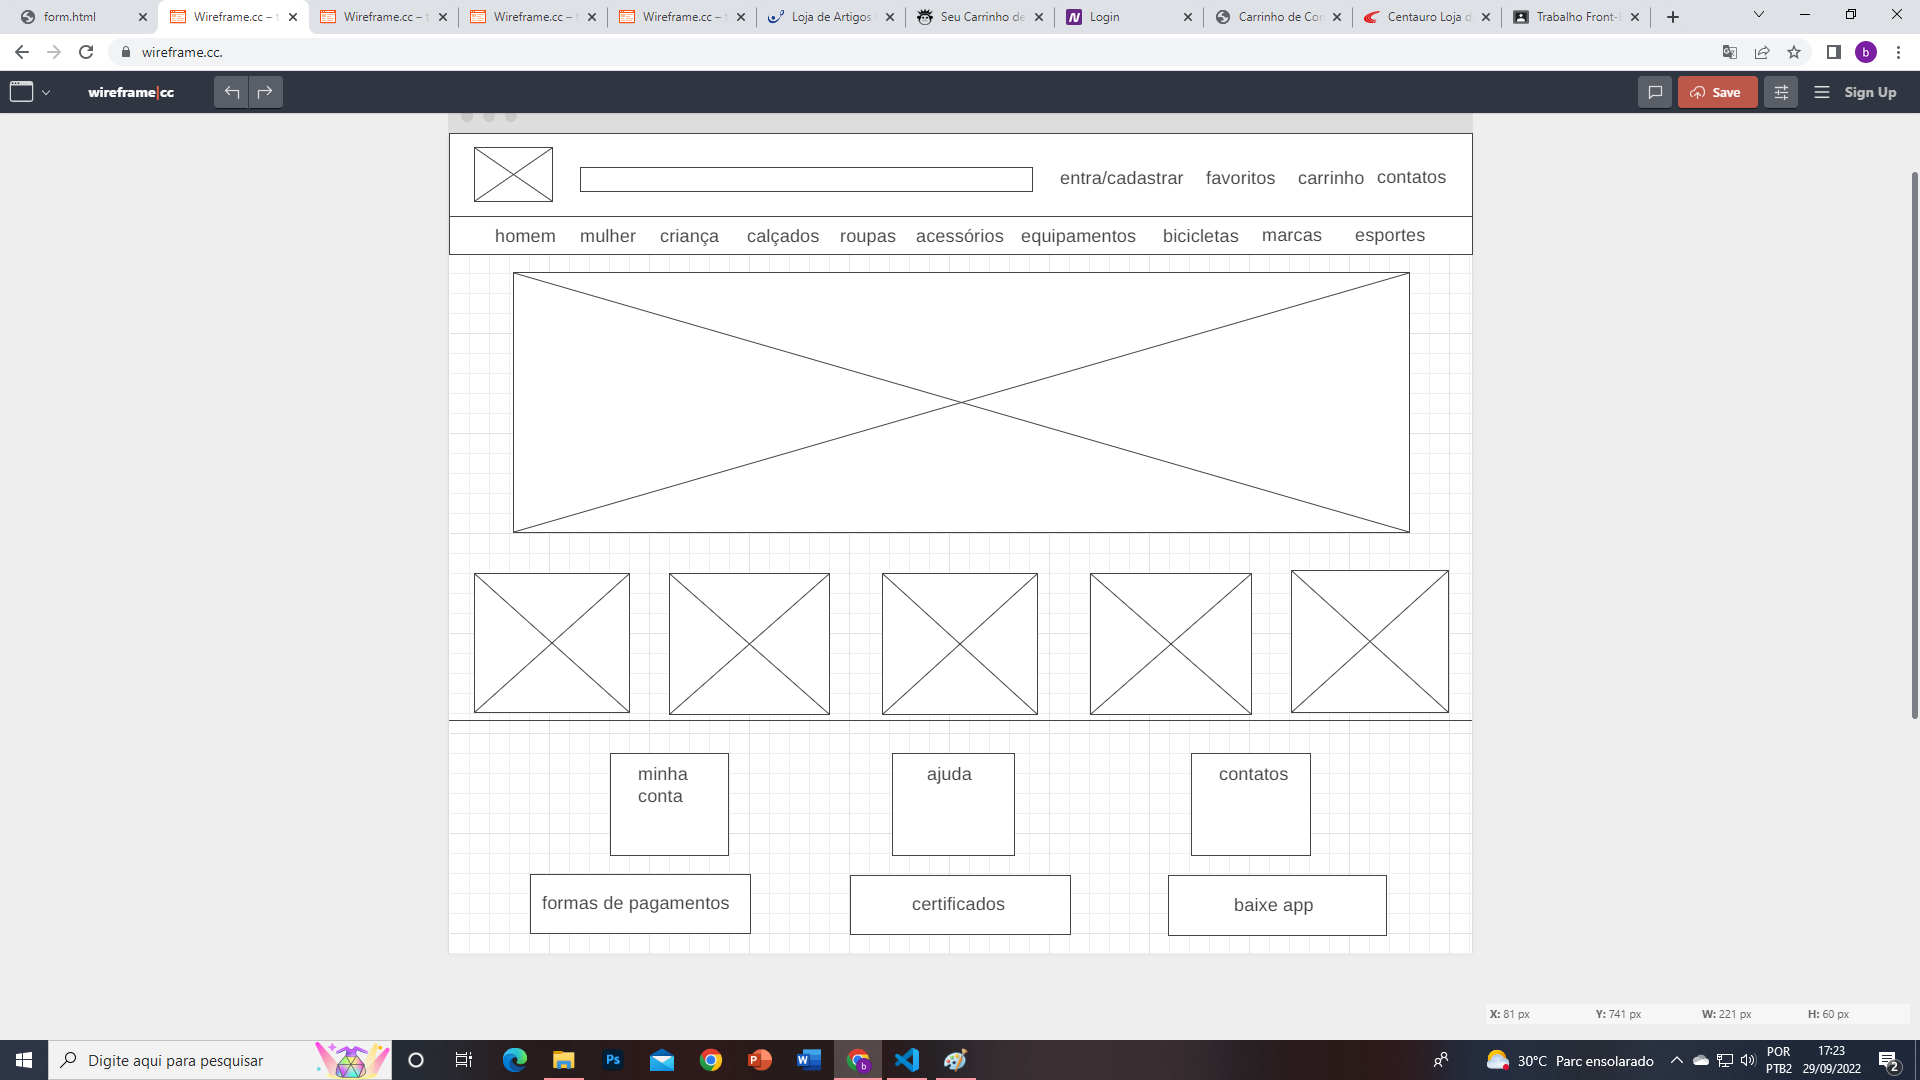 form.html
Wireframe.cc – t
Wireframe.cc – t
Wireframe.cc – t
Wireframe.cc – t
Loja de Artigos
Seu Carrinho de
Login
Carrinho de Com
Centauro Loja d
Trabalho Front-
wireframe.cc.
b
wireframe|cc
Save
Sign Up
entra/cadastrar favoritos carrinho contatos
homem mulher criança calçados roupas acessórios equipamentos bicicletas marcas esportes
minha
conta
ajuda
contatos
formas de pagamentos
certificados
baixe app
X: 81 px Y: 741 px W: 221 px H: 60 px
Digite aqui para pesquisar
Ps
b
30°C Parc ensolarado
POR
PTB2
17:23
29/09/2022
2